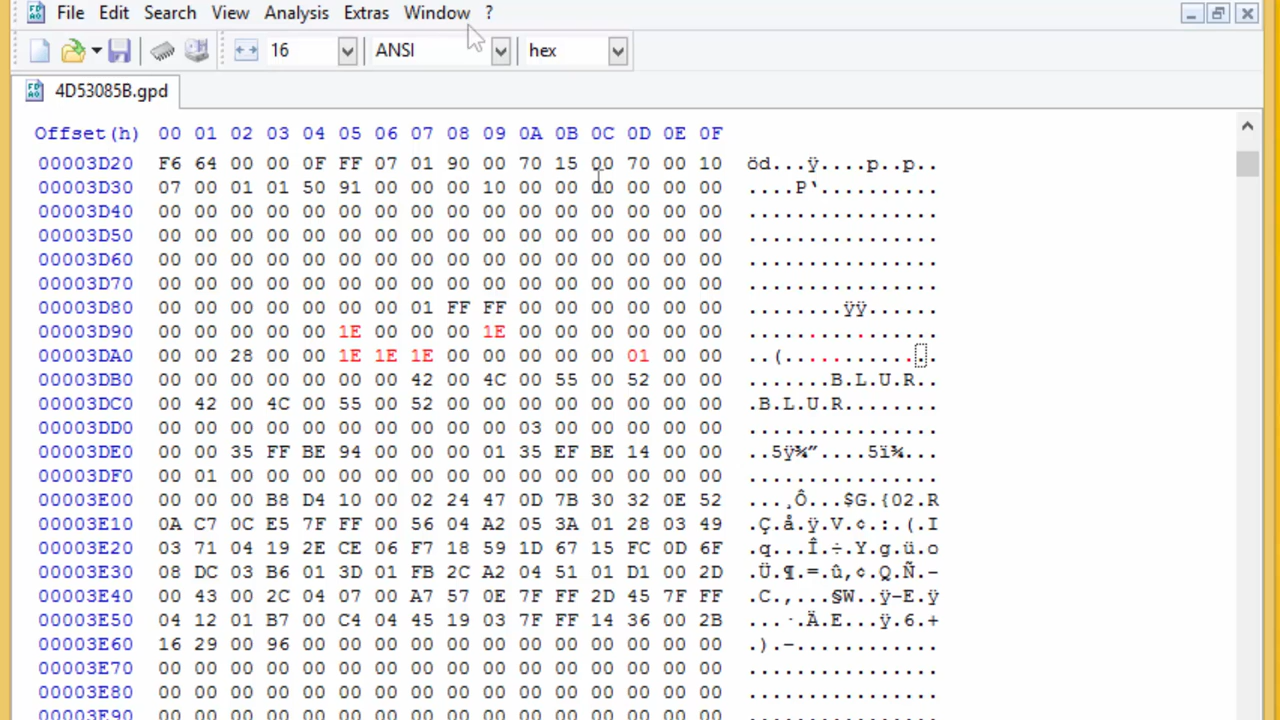 File Edit Search View Analysis Extras Window ?
16 ANSI hex
4D53085B.gpd
Offset(h) 00 01 02 03 04 05 06 07 08 09 0A 0B 0C 0D 0E 0F
00003D20 F6 64 00 00 0F FF 07 01 90 00 70 15 00 70 00 10 öd...ÿ....p..p..
00003D30 07 00 01 01 50 91 00 00 00 10 00 00 00 00 00 00 ....P‘..........
00003D40 00 00 00 00 00 00 00 00 00 00 00 00 00 00 00 00 ................
00003D50 00 00 00 00 00 00 00 00 00 00 00 00 00 00 00 00 ................
00003D60 00 00 00 00 00 00 00 00 00 00 00 00 00 00 00 00 ................
00003D70 00 00 00 00 00 00 00 00 00 00 00 00 00 00 00 00 ................
00003D80 00 00 00 00 00 00 00 01 FF FF 00 00 00 00 00 00 ........ÿÿ......
00003D90 00 00 00 00 00 1E 00 00 00 1E 00 00 00 00 00 00 ................
00003DA0 00 00 28 00 00 1E 1E 1E 00 00 00 00 00 01 00 00 ..(.............
00003DB0 00 00 00 00 00 00 00 42 00 4C 00 55 00 52 00 00 .......B.L.U.R..
00003DC0 00 42 00 4C 00 55 00 52 00 00 00 00 00 00 00 00 .B.L.U.R........
00003DD0 00 00 00 00 00 00 00 00 00 00 03 00 00 00 00 00 ................
00003DE0 00 00 35 FF BE 94 00 00 00 01 35 EF BE 14 00 00 ..5ÿ¾”....5ï¾...
00003DF0 00 01 00 00 00 00 00 00 00 00 00 00 00 00 00 00 ................
00003E00 00 00 00 B8 D4 10 00 02 24 47 0D 7B 30 32 0E 52 ...¸Ô...$G.{02.R
00003E10 0A C7 0C E5 7F FF 00 56 04 A2 05 3A 01 28 03 49 .Ç.å.ÿ.V.¢.:.(.I
00003E20 03 71 04 19 2E CE 06 F7 18 59 1D 67 15 FC 0D 6F .q...Î.÷.Y.g.ü.o
00003E30 08 DC 03 B6 01 3D 01 FB 2C A2 04 51 01 D1 00 2D .Ü.¶.=.û,¢.Q.Ñ.-
00003E40 00 43 00 2C 04 07 00 A7 57 0E 7F FF 2D 45 7F FF .C.,...§W..ÿ-E.ÿ
00003E50 04 12 01 B7 00 C4 04 45 19 03 7F FF 14 36 00 2B ...·.Ä.E...ÿ.6.+
00003E60 16 29 00 96 00 00 00 00 00 00 00 00 00 00 00 00 .).–............
00003E70 00 00 00 00 00 00 00 00 00 00 00 00 00 00 00 00 ................
00003E80 00 00 00 00 00 00 00 00 00 00 00 00 00 00 00 00 ................
00003E90 00 00 00 00 00 00 00 00 00 00 00 00 00 00 00 00 ................